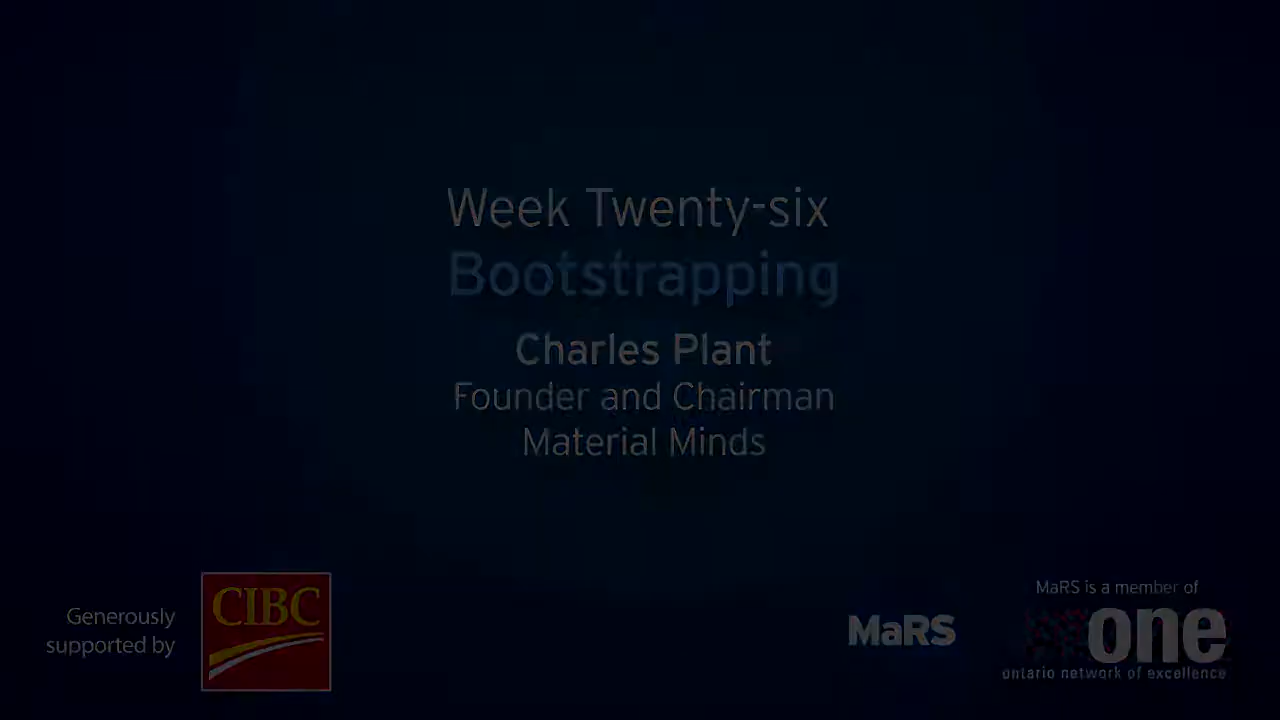 Week Twenty-six
Bootstrapping
Charles Plant
Founder and Chairman
Material Minds
Generously
supported by
CIBC
MaRS
MaRS is a member of
one
ontario network of excellence